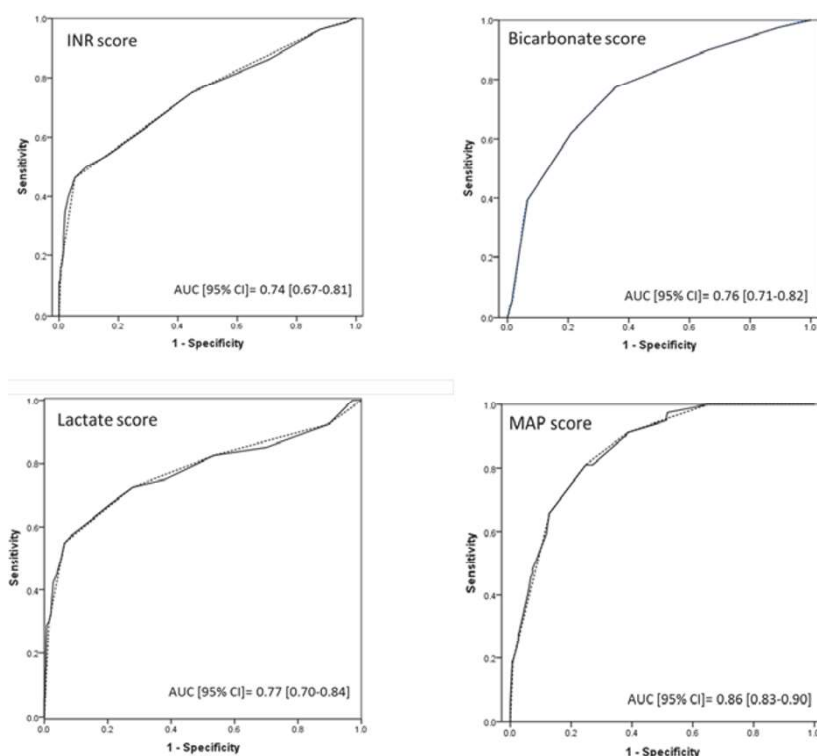 INR score
Sensitivity
1.0
0.8
0.6
0.4
0.2
0.0
0.0 0.2 0.4 0.6 0.8 1.0
1 - Specificity
AUC [95% CI]= 0.74 [0.67-0.81]
Bicarbonate score
Sensitivity
1.0
0.8
0.6
0.4
0.2
0.0
0.0 0.2 0.4 0.6 0.8 1.0
1 - Specificity
AUC [95% CI]= 0.76 [0.71-0.82]
Lactate score
Sensitivity
1.0
0.8
0.6
0.4
0.2
0.0
0.0 0.2 0.4 0.6 0.8 1.0
1 - Specificity
AUC [95% CI]= 0.77 [0.70-0.84]
MAP score
Sensitivity
1.0
0.8
0.6
0.4
0.2
0.0
0.0 0.2 0.4 0.6 0.8 1.0
1 - Specificity
AUC [95% CI]= 0.86 [0.83-0.90]